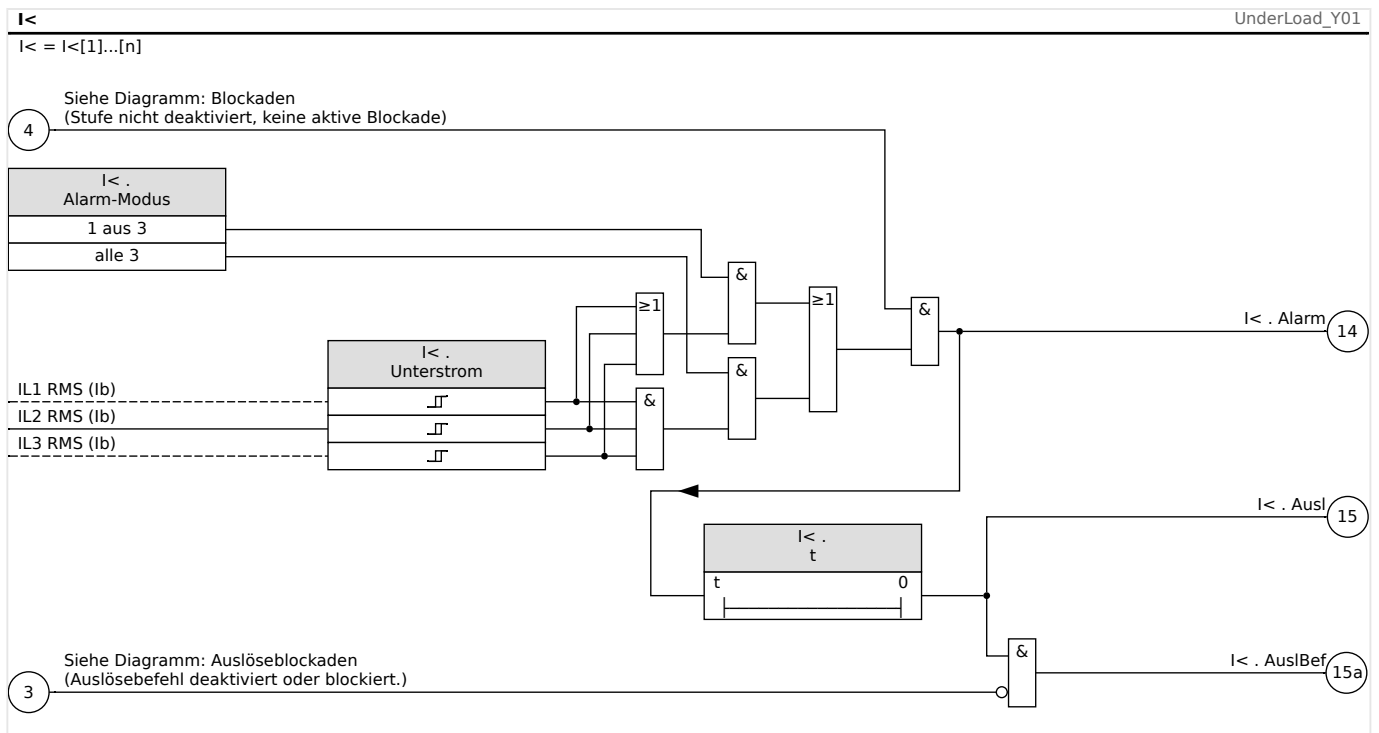 I<
UnderLoad_Y01
I< = I<[1]...[n]
Siehe Diagramm: Blockaden
(Stufe nicht deaktiviert, keine aktive Blockade)
4
I< .
Alarm-Modus
1 aus 3
alle 3
&
≥1
≥1
&
I< . Alarm
14
I< .
Unterstrom
&
IL1 RMS (Ib)
&
IL2 RMS (Ib)
IL3 RMS (Ib)
I< . Ausl
15
I< .
t
t
0
Siehe Diagramm: Auslöseblockaden
(Auslösebefehl deaktiviert oder blockiert.)
3
&
I< . AuslBef
15a